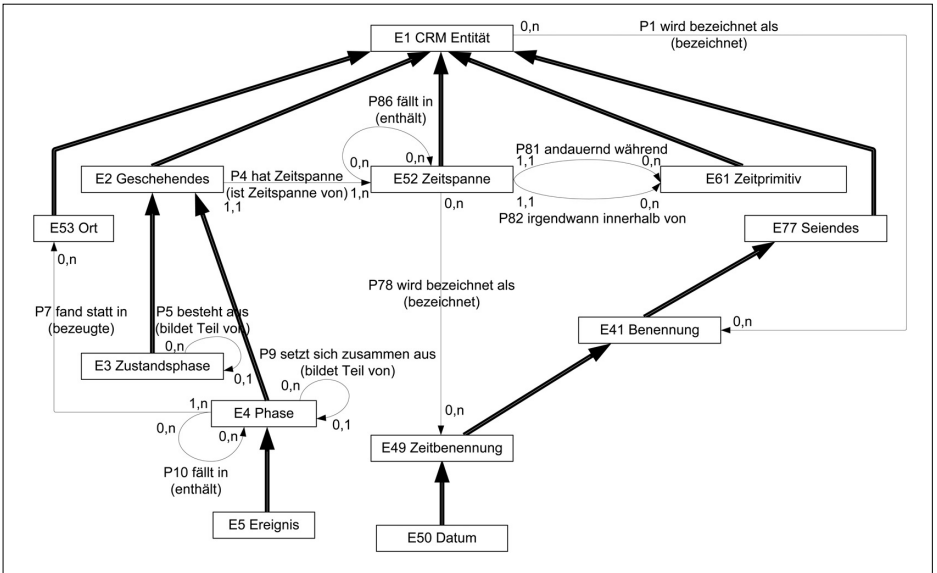 P1 wird bezeichnet als
(bezeichnet)
0,n
E1 CRM Entität
P86 fällt in
(enthält)
0,n
0,n
P81 andauernd während
1,1
0,n
E2 Geschehendes
P4 hat Zeitspanne
(ist Zeitspanne von)
1,1
1,n
E52 Zeitspanne
E61 Zeitprimitiv
0,n
1,1
0,n
P82 irgendwann innerhalb von
E53 Ort
0,n
E77 Seiendes
P78 wird bezeichnet als
(bezeichnet)
P7 fand statt in
(bezeugte)
P5 besteht aus
(bildet Teil von)
0,n
0,1
E41 Benennung
0,n
E3 Zustandsphase
P9 setzt sich zusammen aus
(bildet Teil von)
0,n
0,1
1,n
E4 Phase
0,n
0,n
0,n
E49 Zeitbenennung
P10 fällt in
(enthält)
E5 Ereignis
E50 Datum